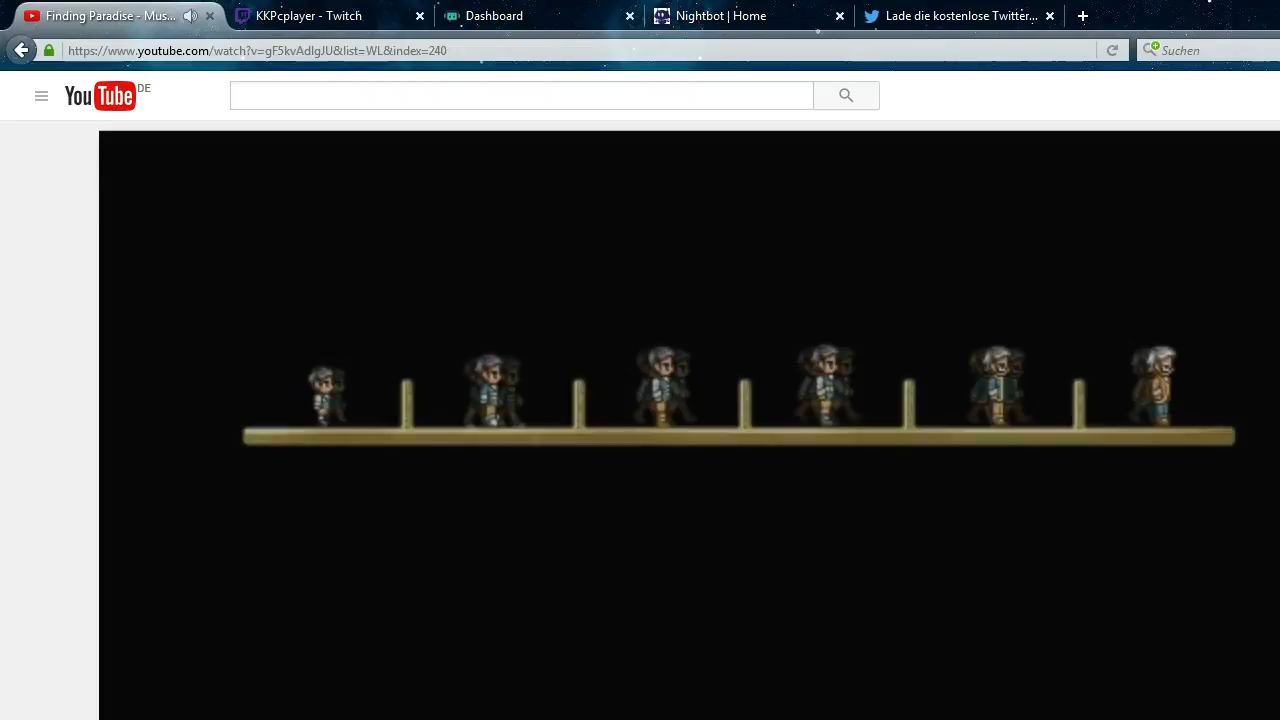 Finding Paradise - Mus...
KKPcplayer - Twitch
Dashboard
Nightbot | Home
Lade die kostenlose Twitter...
https://www.youtube.com/watch?v=gF5kvAdIgJU&list=WL&index=240
Suchen
YouTube DE